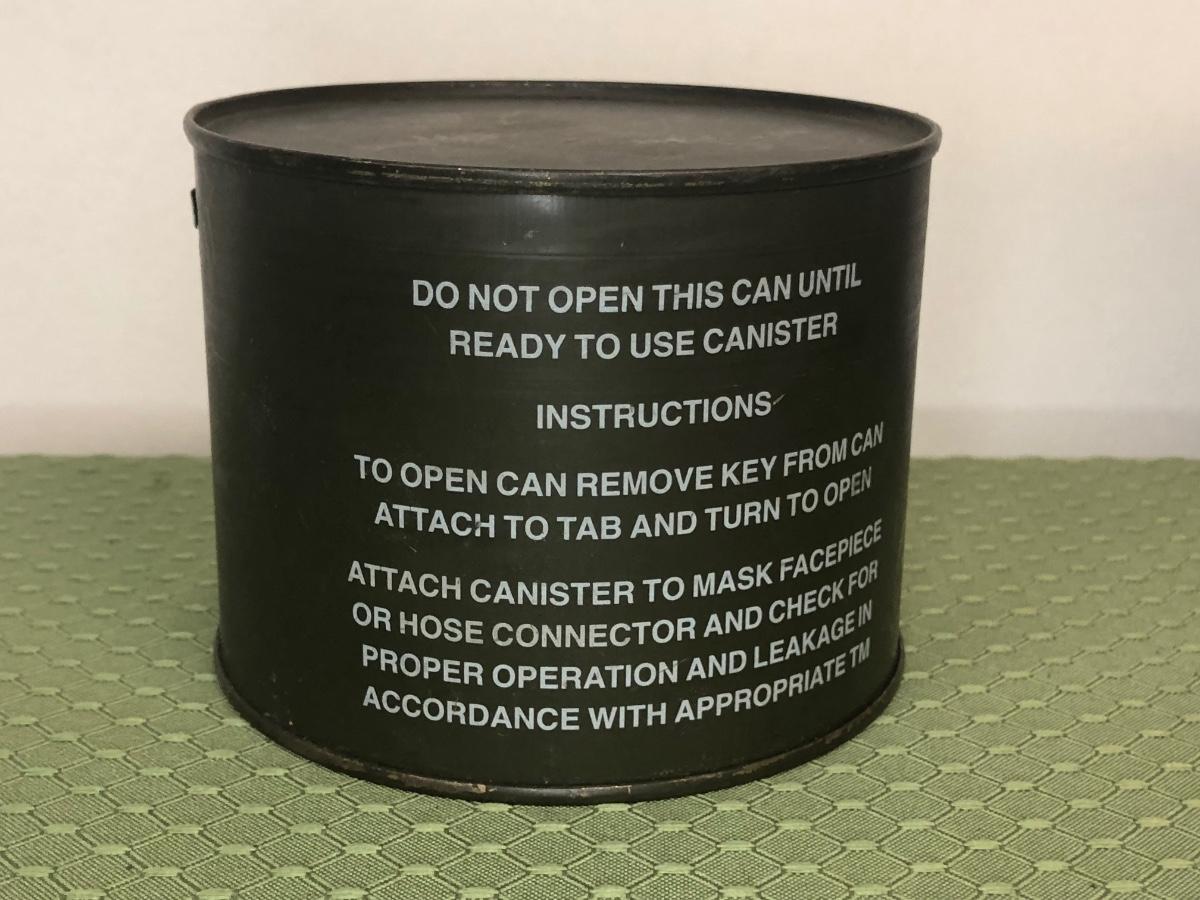 DO NOT OPEN THIS CAN UNTIL
READY TO USE CANISTER
INSTRUCTIONS
TO OPEN CAN REMOVE KEY FROM CAN
ATTACH TO TAB AND TURN TO OPEN
ATTACH CANISTER TO MASK FACEPIECE
OR HOSE CONNECTOR AND CHECK FOR
PROPER OPERATION AND LEAKAGE IN
ACCORDANCE WITH APPROPRIATE TM